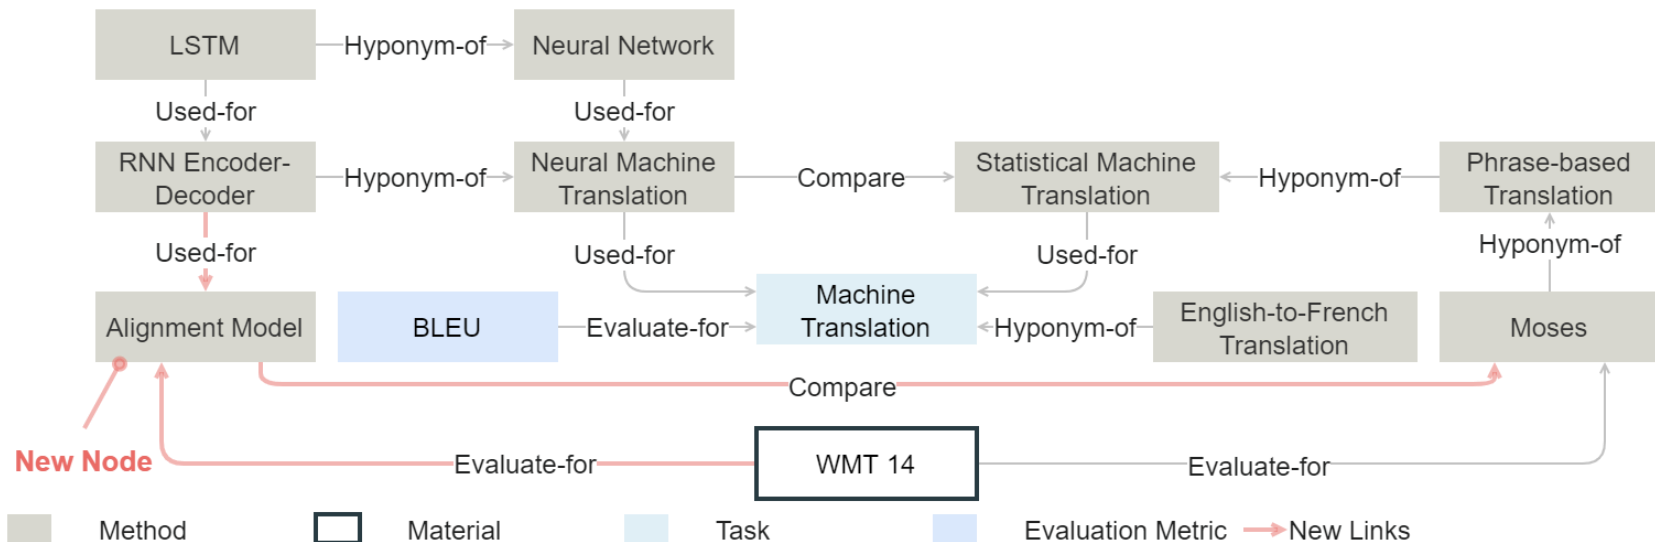 LSTM
Hyponym-of
Neural Network
Used-for
Used-for
RNN Encoder-
Decoder
Hyponym-of
Neural Machine
Translation
Compare
Statistical Machine
Translation
Hyponym-of
Phrase-based
Translation
Used-for
Used-for
Used-for
Hyponym-of
Alignment Model
BLEU
Evaluate-for
Machine
Translation
Hyponym-of
English-to-French
Translation
Moses
Compare
New Node
Evaluate-for
WMT 14
Evaluate-for
Method
Material
Task
Evaluation Metric
New Links